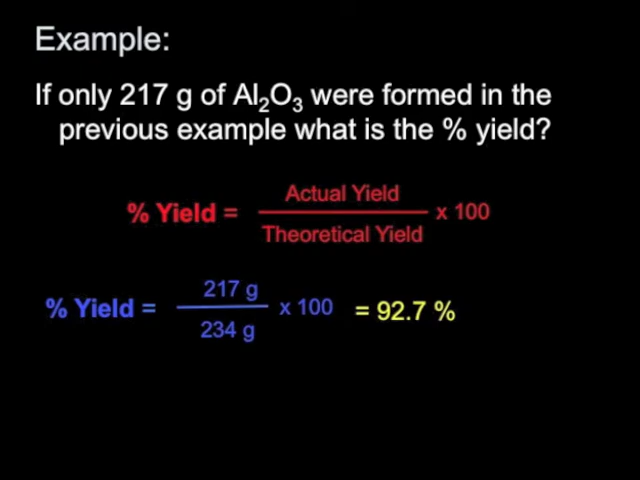 Example:
If only 217 g of Al₂O₃ were formed in the
previous example what is the % yield?
% Yield = Actual Yield / Theoretical Yield x 100
% Yield = 217 g / 234 g x 100 = 92.7 %